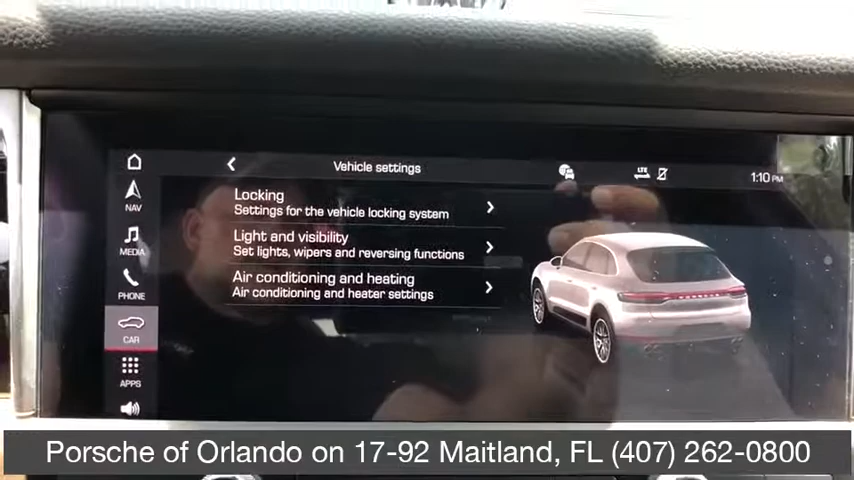 Vehicle settings
LTE
1:10 PM
NAV
MEDIA
PHONE
CAR
APPS
Locking
Settings for the vehicle locking system
Light and visibility
Set lights, wipers and reversing functions
Air conditioning and heating
Air conditioning and heater settings
Porsche of Orlando on 17-92 Maitland, FL (407) 262-0800